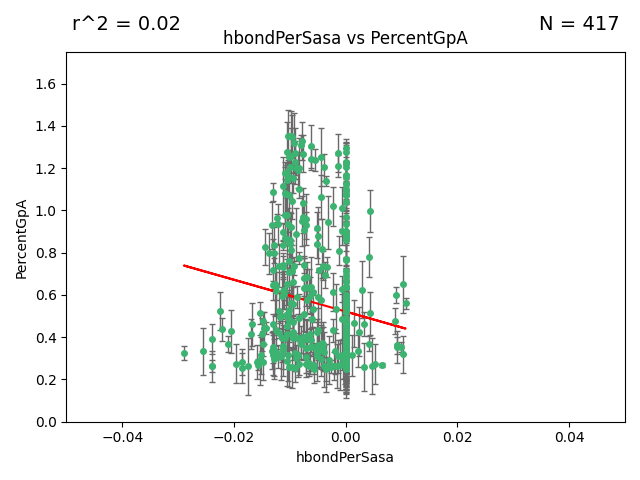 r^2 = 0.02
N = 417
hbondPerSasa vs PercentGpA
PercentGpA
1.6
1.4
1.2
1.0
0.8
0.6
0.4
0.2
0.0
−0.04 −0.02 0.00 0.02 0.04
hbondPerSasa